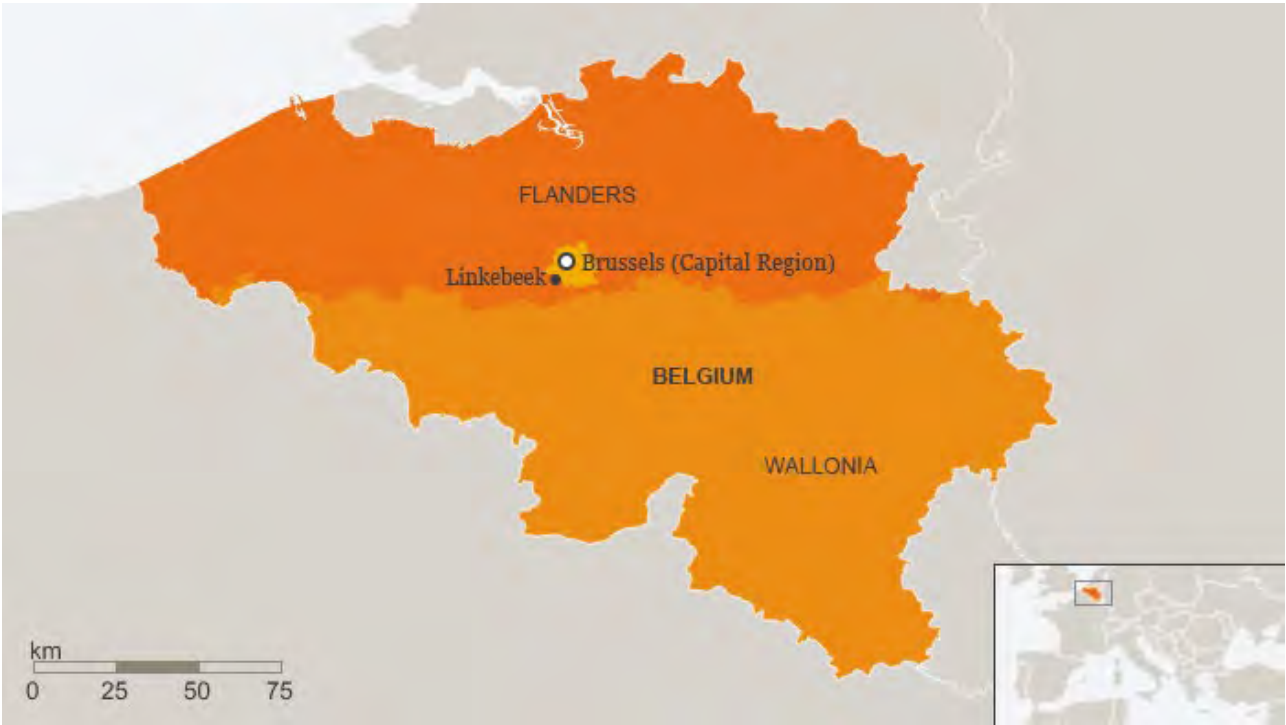 FLANDERS
Brussels (Capital Region)
Linkebeek
BELGIUM
WALLONIA
km
0 25 50 75